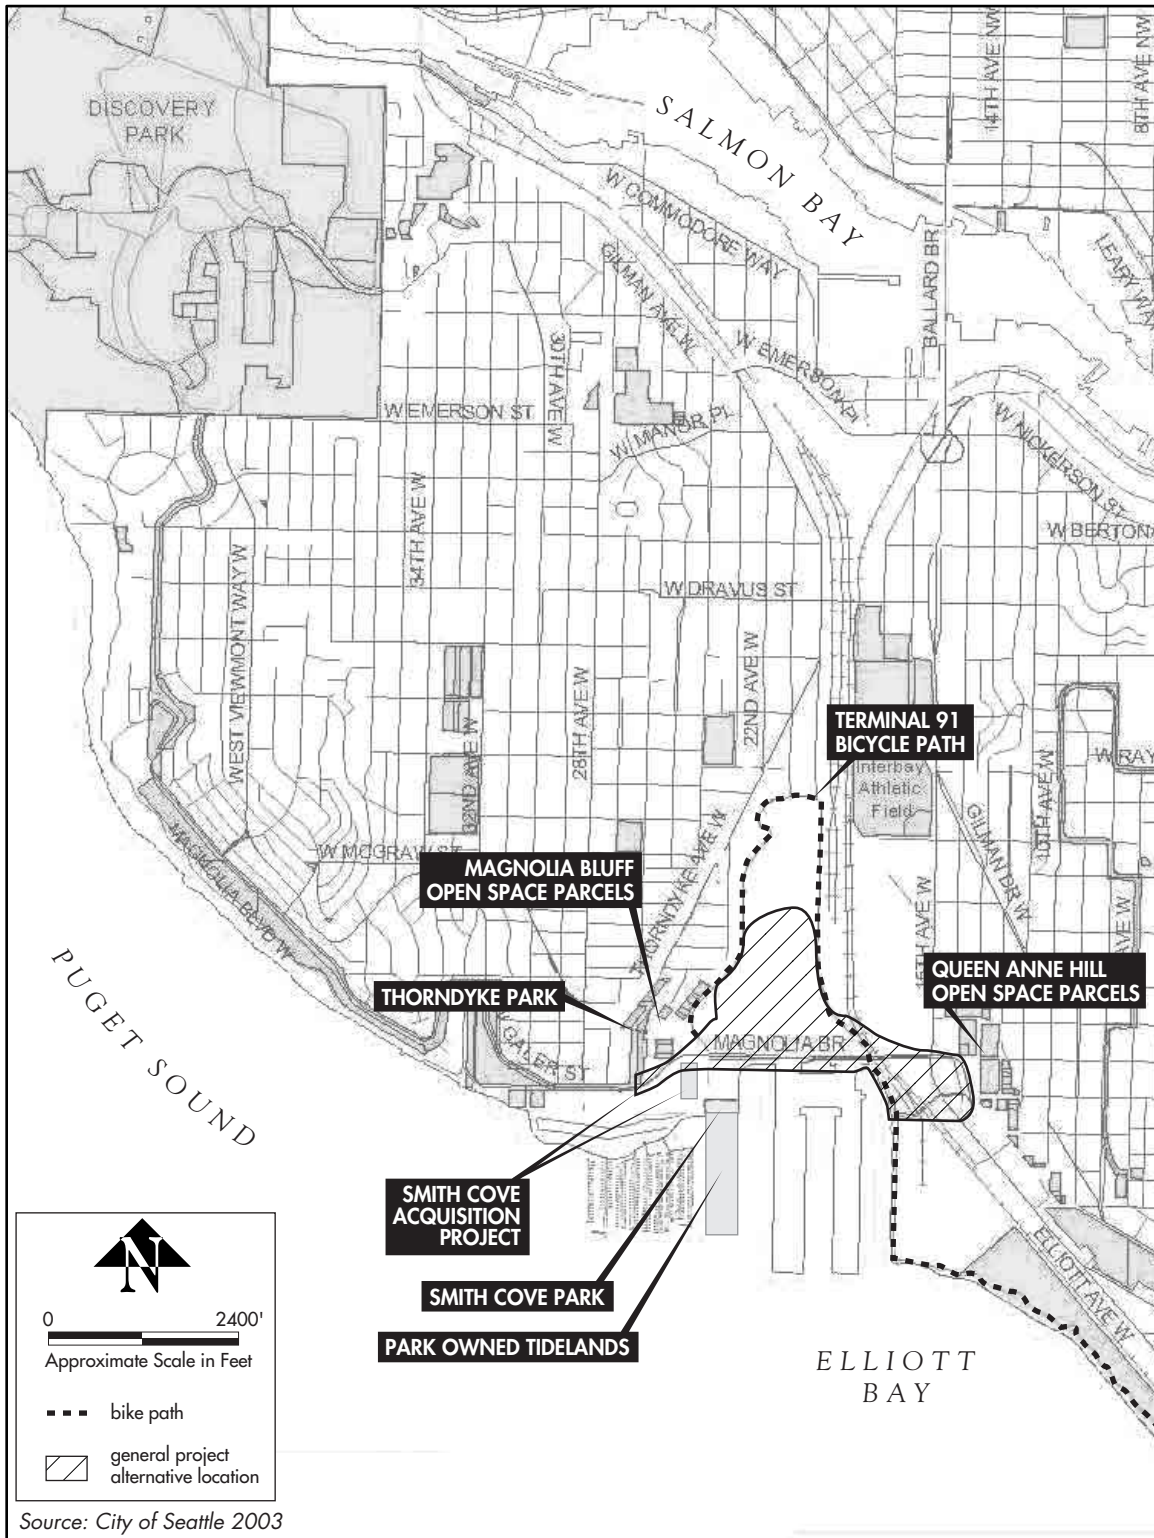 DISCOVERY
PARK
SALMON BAY
14TH AVE NW
8TH AVE NW
W COMMODORE WAY
GILMAN AVE W
BALLARD BR
LEARY WAY
30TH AVE W
W EMERSON PL
W EMERSON ST
W MANOR PL
W NICKERSON ST
34TH AVE W
W BERTONA
W DRAVUS ST
WEST VIEWMONT WAY W
28TH AVE W
22ND AVE W
32ND AVE W
TERMINAL 91
BICYCLE PATH
W RAY
Interbay
Athletic
Field
10TH AVE W
GILMAN DR W
W MCGRAW ST
MAGNOLIA BLVD W
THORNDYKE AVE W
MAGNOLIA BLUFF
OPEN SPACE PARCELS
15TH AVE W
AVE W
QUEEN ANNE HILL
OPEN SPACE PARCELS
PUGET SOUND
THORNDYKE PARK
W GALER ST
MAGNOLIA BR
SMITH COVE
ACQUISITION
PROJECT
SMITH COVE PARK
PARK OWNED TIDELANDS
ELLIOTT AVE W
ELLIOTT
BAY
N
0 2400'
Approximate Scale in Feet
bike path
general project
alternative location
Source: City of Seattle 2003